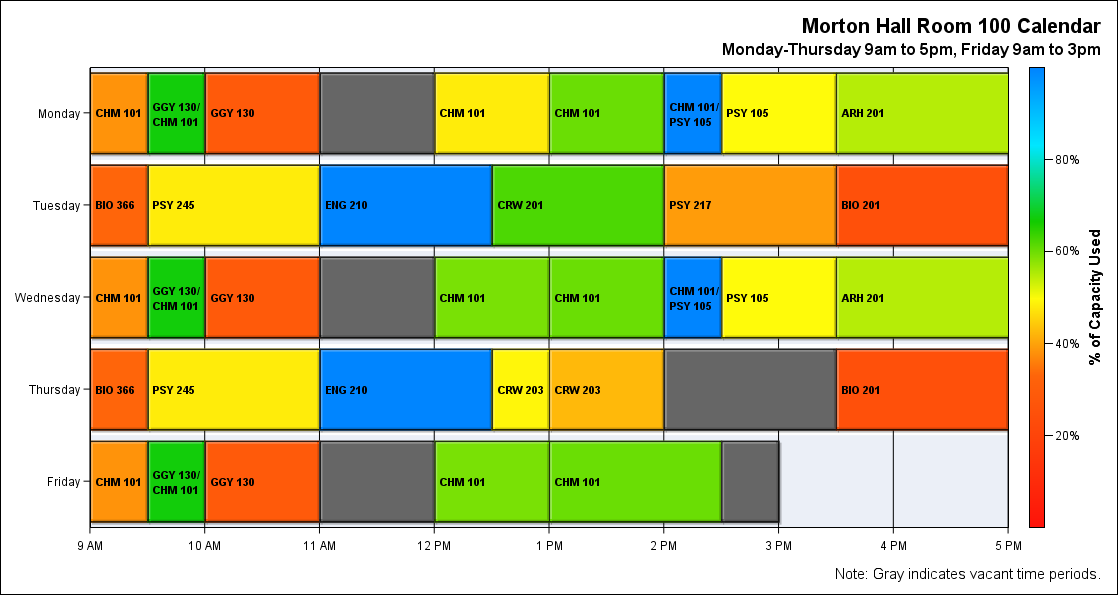 Morton Hall Room 100 Calendar
Monday-Thursday 9am to 5pm, Friday 9am to 3pm
Monday
CHM 101
GGY 130/
CHM 101
GGY 130
CHM 101
CHM 101
CHM 101/
PSY 105
PSY 105
ARH 201
Tuesday
BIO 366
PSY 245
ENG 210
CRW 201
PSY 217
BIO 201
Wednesday
CHM 101
GGY 130/
CHM 101
GGY 130
CHM 101
CHM 101
CHM 101/
PSY 105
PSY 105
ARH 201
Thursday
BIO 366
PSY 245
ENG 210
CRW 203
CRW 203
BIO 201
Friday
CHM 101
GGY 130/
CHM 101
GGY 130
CHM 101
CHM 101
9 AM
10 AM
11 AM
12 PM
1 PM
2 PM
3 PM
4 PM
5 PM
80%
60%
40%
20%
% of Capacity Used
Note: Gray indicates vacant time periods.